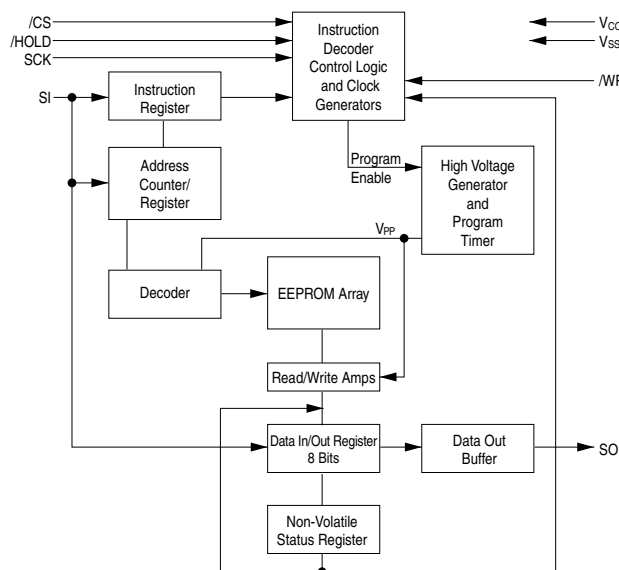 /CS
/HOLD
SCK
SI
Instruction
Decoder
Control Logic
and Clock
Generators
VCC
VSS
/WP
Instruction
Register
Address
Counter/
Register
Program
Enable
High Voltage
Generator
and
Program
Timer
VPP
Decoder
EEPROM Array
Read/Write Amps
Data In/Out Register
8 Bits
Data Out
Buffer
SO
Non-Volatile
Status Register